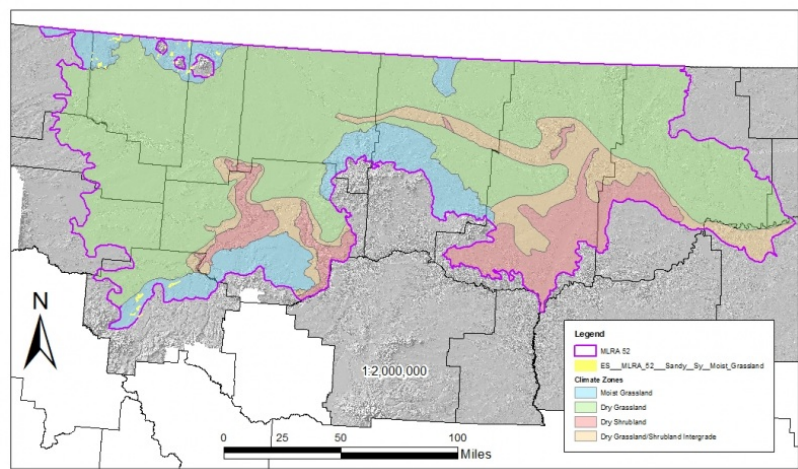 N
1:2,000,000
0 25 50 100
Miles
Legend
MLRA 52
ES__MLRA_52__Sandy__Sy__Moist_Grassland
Climate Zones
Moist Grassland
Dry Grassland
Dry Shrubland
Dry Grassland/Shrubland Intergrade